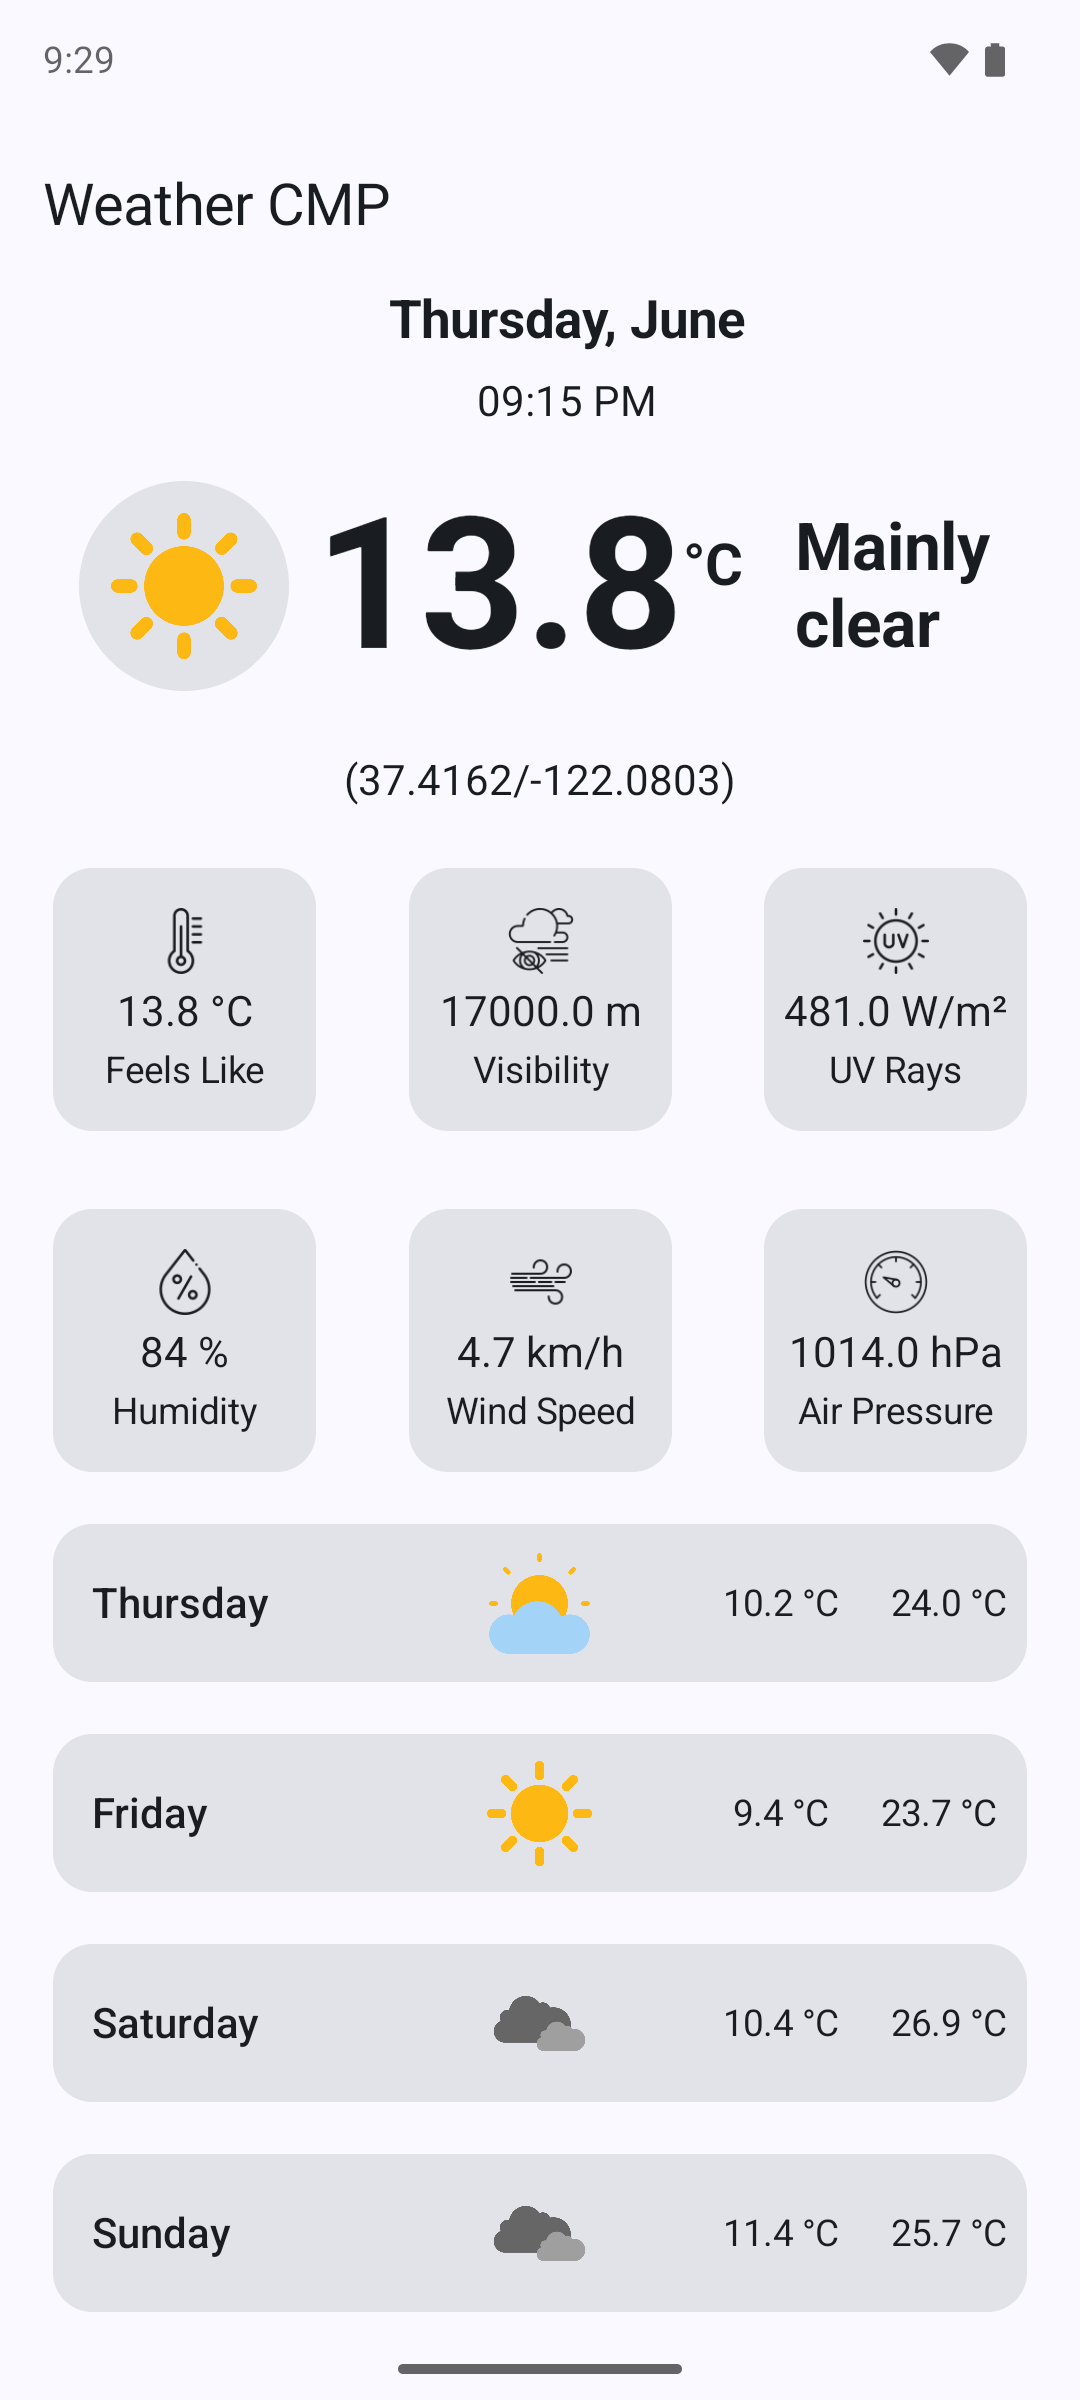 9:29
Weather CMP
Thursday, June
09:15 PM
13.8 °C
Mainly
clear
(37.4162/-122.0803)
13.8 °C
Feels Like
17000.0 m
Visibility
UV
481.0 W/m²
UV Rays
%
84 %
Humidity
4.7 km/h
Wind Speed
1014.0 hPa
Air Pressure
Thursday 10.2 °C 24.0 °C
Friday 9.4 °C 23.7 °C
Saturday 10.4 °C 26.9 °C
Sunday 11.4 °C 25.7 °C